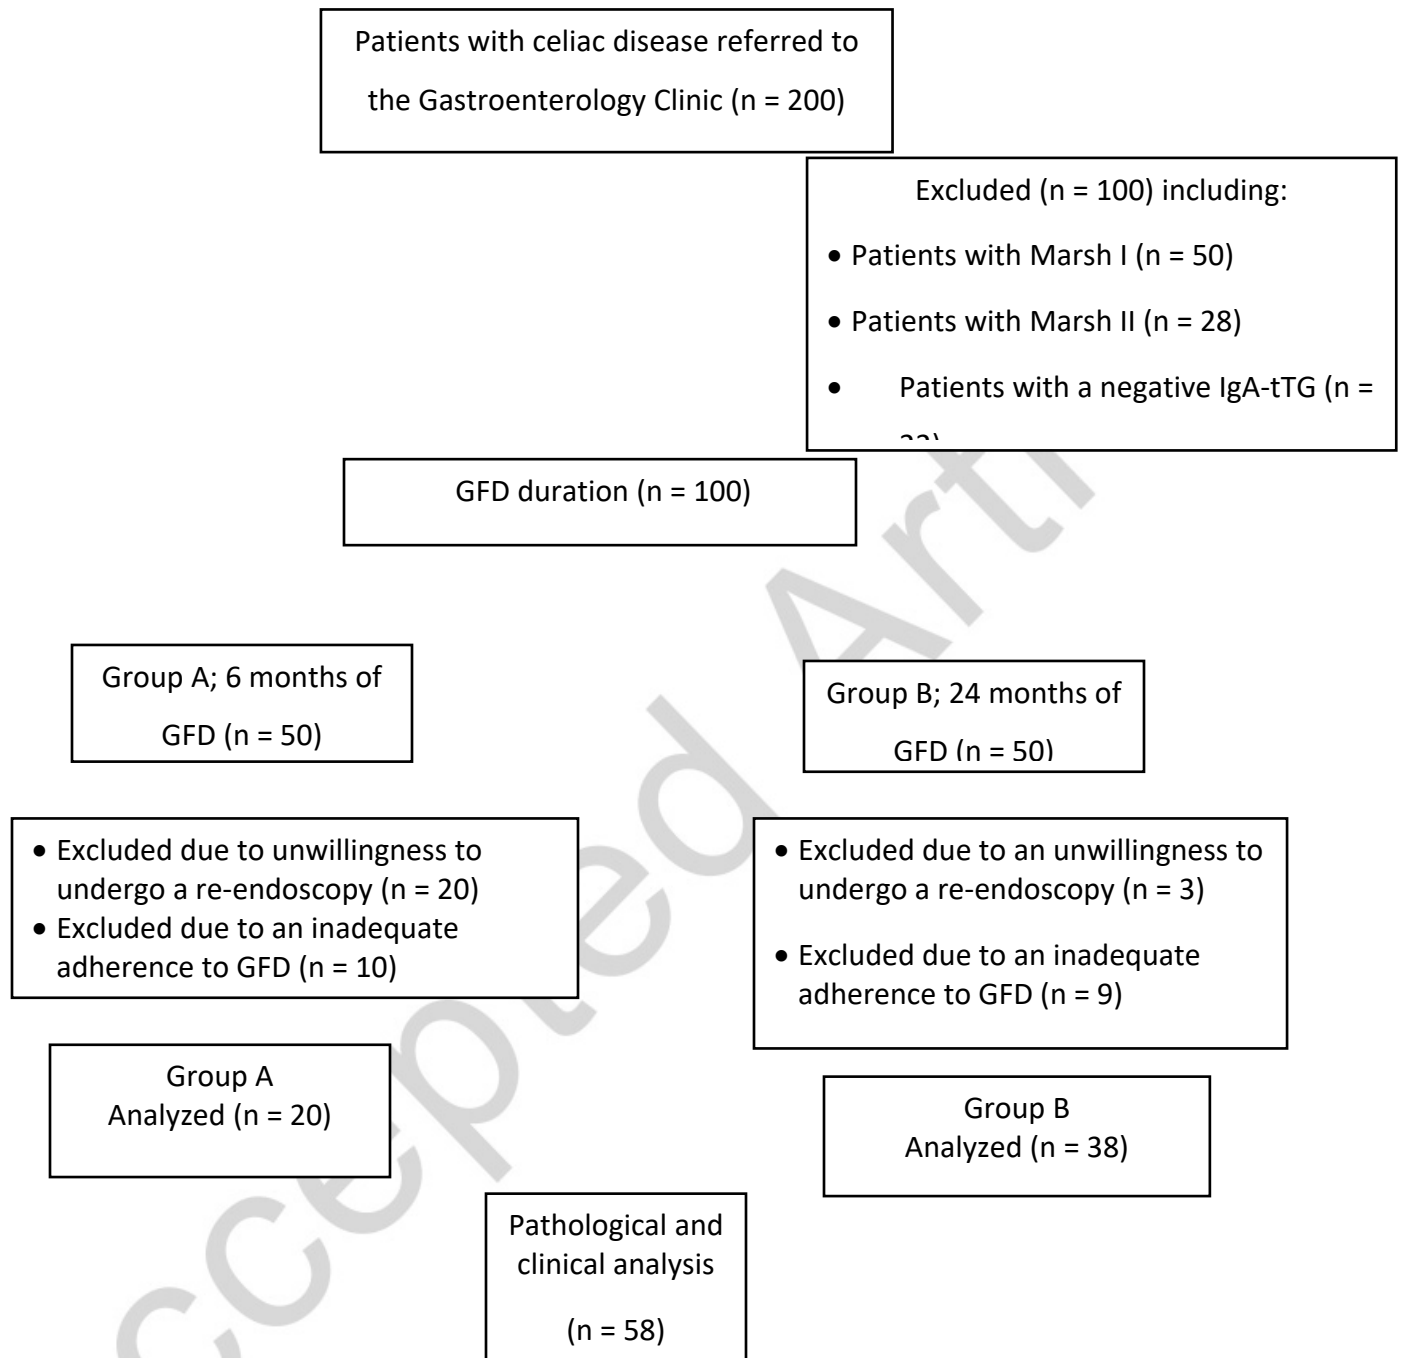 Patients with celiac disease referred to
the Gastroenterology Clinic (n = 200)
Excluded (n = 100) including:
• Patients with Marsh I (n = 50)
• Patients with Marsh II (n = 28)
• Patients with a negative IgA-tTG (n =
GFD duration (n = 100)
Group A; 6 months of
GFD (n = 50)
Group B; 24 months of
GFD (n = 50)
• Excluded due to unwillingness to
undergo a re-endoscopy (n = 20)
• Excluded due to an inadequate
adherence to GFD (n = 10)
• Excluded due to an unwillingness to
undergo a re-endoscopy (n = 3)
• Excluded due to an inadequate
adherence to GFD (n = 9)
Group A
Analyzed (n = 20)
Group B
Analyzed (n = 38)
Pathological and
clinical analysis
(n = 58)
ccepted Arti